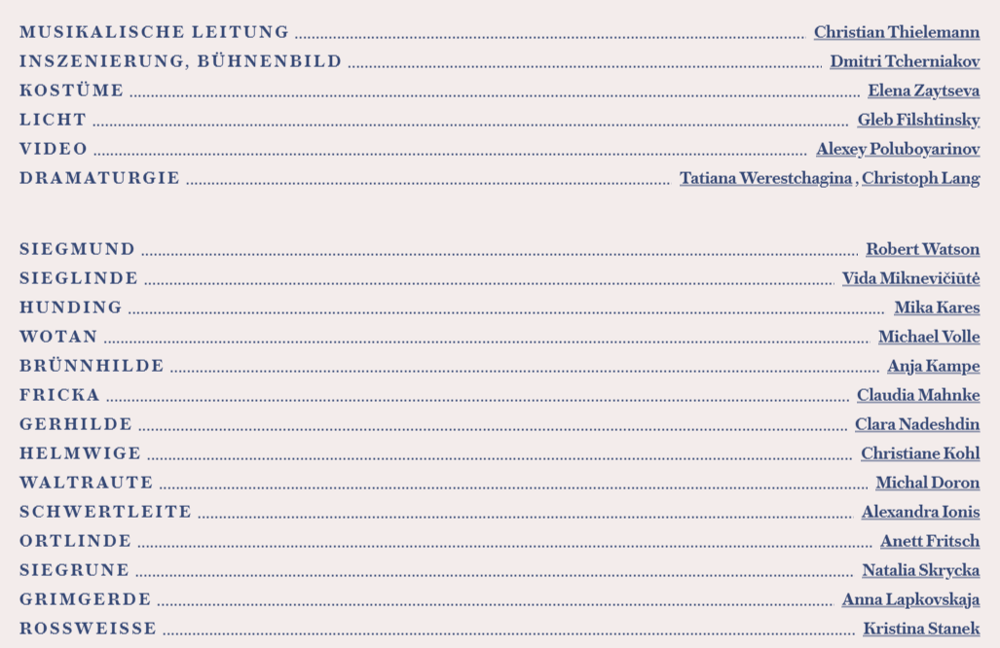 MUSIKALISCHE LEITUNG Christian Thielemann
INSZENIERUNG, BÜHNENBILD Dmitri Tcherniakov
KOSTÜME Elena Zaytseva
LICHT Gleb Filshtinsky
VIDEO Alexey Poluboyarinov
DRAMATURGIE Tatiana Werestchagina , Christoph Lang
SIEGMUND Robert Watson
SIEGLINDE Vida Miknevičiūtė
HUNDING Mika Kares
WOTAN Michael Volle
BRÜNNHILDE Anja Kampe
FRICKA Claudia Mahnke
GERHILDE Clara Nadeshdin
HELMWIGE Christiane Kohl
WALTRAUTE Michal Doron
SCHWERTLEITE Alexandra Ionis
ORTLINDE Anett Fritsch
SIEGRUNE Natalia Skrycka
GRIMGERDE Anna Lapkovskaja
ROSSWEISSE Kristina Stanek